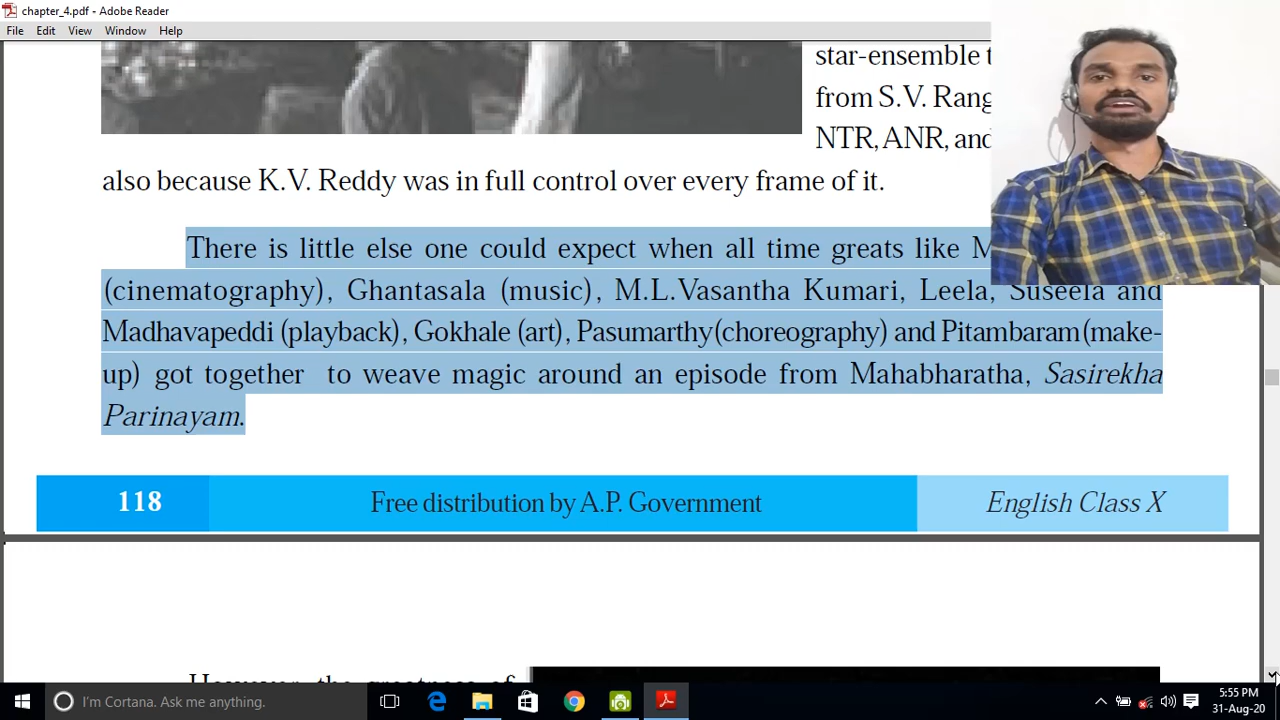 chapter_4.pdf - Adobe Reader
File Edit View Window Help
star-ensemble
from S.V.
NTR, ANR, and
also because K.V. Reddy was in full control over every frame of it.
There is little else one could expect when all time greats like
(cinematography), Ghantasala (music), M.L.Vasantha Kumari, Leela, Suseela and
Madhavapeddi (playback), Gokhale (art), Pasumarthy(choreography) and Pitambaram(make-
up) got together to weave magic around an episode from Mahabharatha, Sasirekha
Parinayam.
118 Free distribution by A.P. Government English Class X
However, the greatness of
I'm Cortana. Ask me anything.
5:55 PM
31-Aug-20